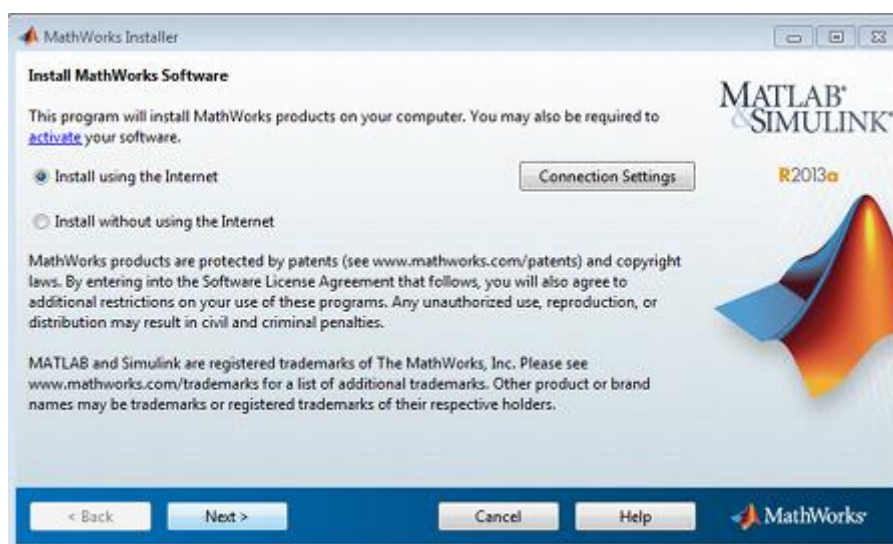 MathWorks Installer
Install MathWorks Software
This program will install MathWorks products on your computer. You may also be required to
activate your software.
Install using the Internet
Connection Settings
Install without using the Internet
MathWorks products are protected by patents (see www.mathworks.com/patents) and copyright
laws. By entering into the Software License Agreement that follows, you will also agree to
additional restrictions on your use of these programs. Any unauthorized use, reproduction, or
distribution may result in civil and criminal penalties.
MATLAB and Simulink are registered trademarks of The MathWorks, Inc. Please see
www.mathworks.com/trademarks for a list of additional trademarks. Other product or brand
names may be trademarks or registered trademarks of their respective holders.
MATLAB®
&SIMULINK®
R2013a
< Back
Next >
Cancel
Help
MathWorks®